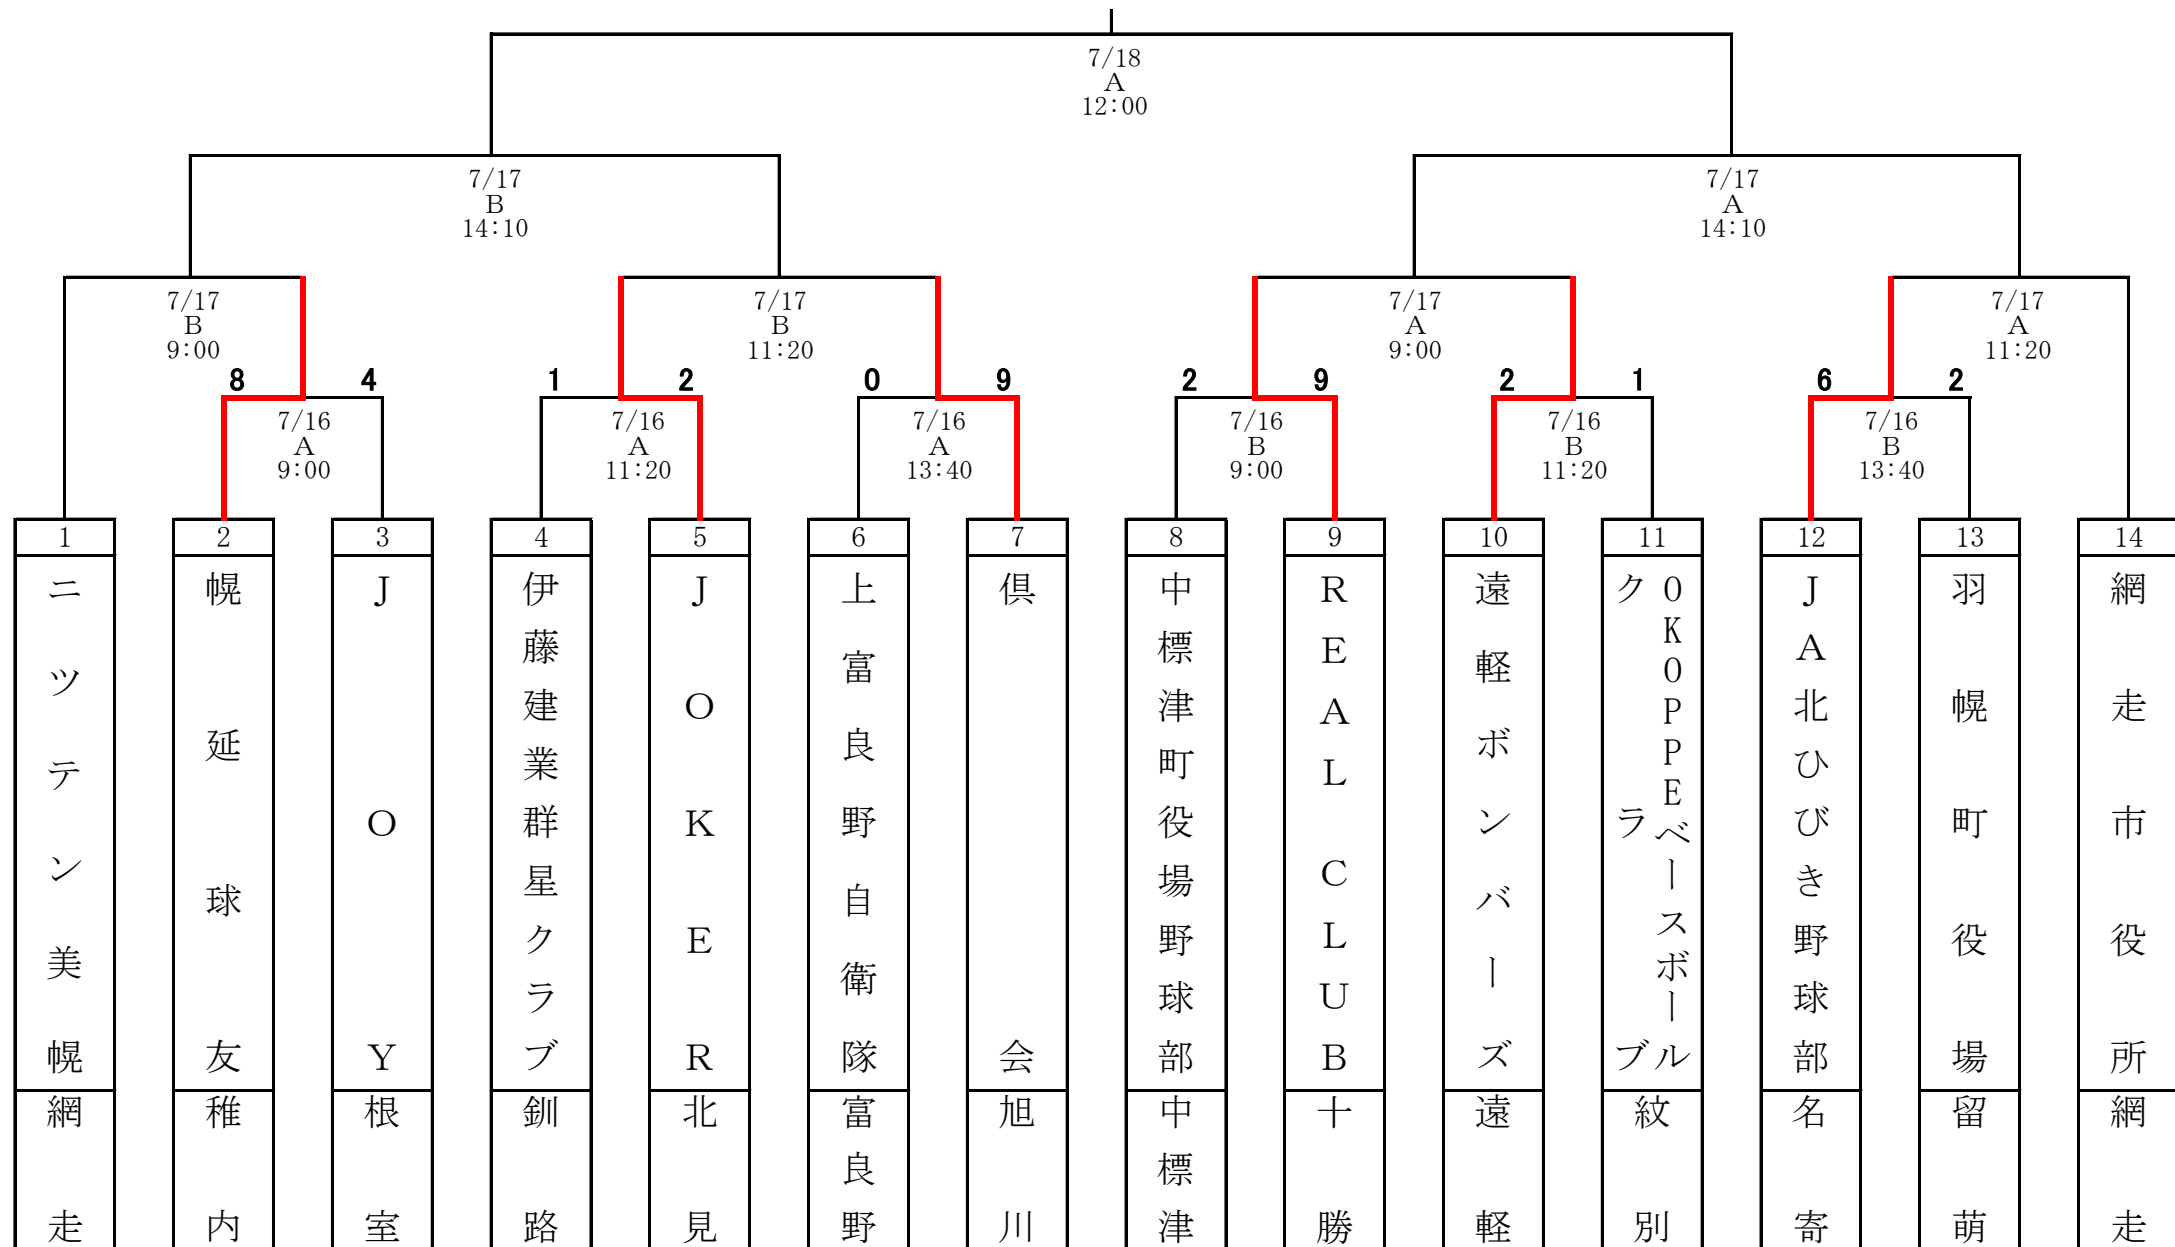 7/18
A
12:00
7/17
B
14:10
7/17
A
14:10
7/17
B
9:00
7/17
B
11:20
7/17
A
9:00
7/17
A
11:20
8 4
1 2
0 9
2 9
2 1
6 2
7/16
A
9:00
7/16
A
11:20
7/16
A
13:40
7/16
B
9:00
7/16
B
11:20
7/16
B
13:40
1
ニツテン美幌
網走
2
幌延球友
稚内
3
JOY
根室
4
伊藤建業群星クラブ
釧路
5
JOKER
北見
6
上富良野自衛隊
富良野
7
倶会
旭川
8
中標津町役場野球部
中標津
9
REAL CLUB
十勝
10
遠軽ボンバーズ
遠軽
11
OKOPPEベースボール
クラブ
紋別
12
JA北ひびき野球部
名寄
13
羽幌町役場
留萌
14
網走市役所
網走